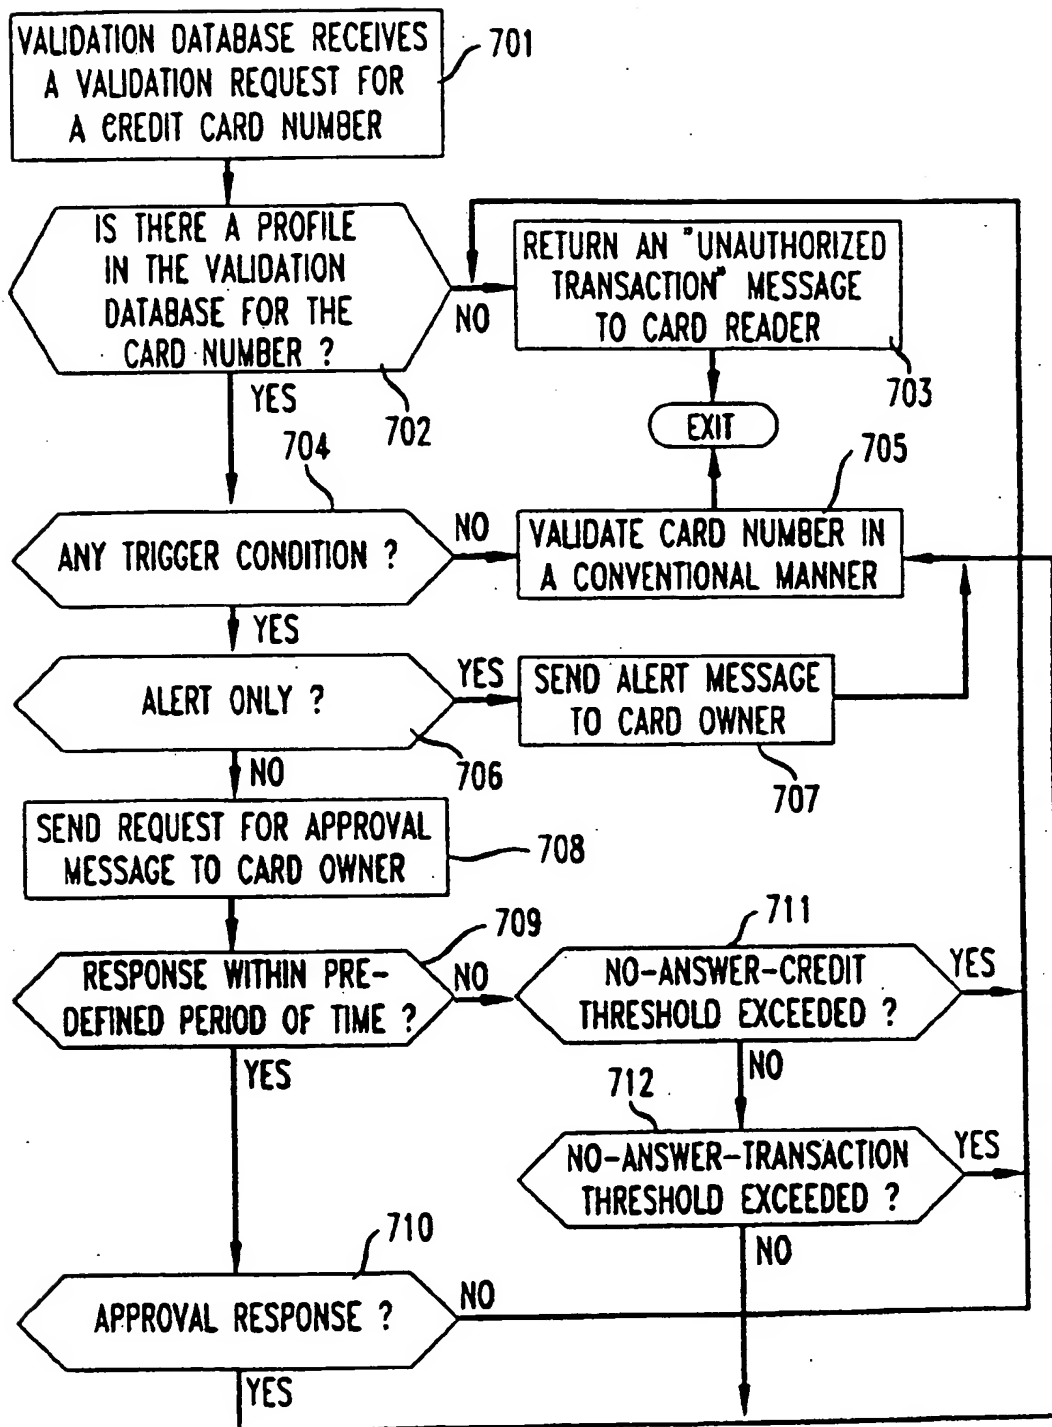 VALIDATION DATABASE RECEIVES
A VALIDATION REQUEST FOR
A CREDIT CARD NUMBER
701
IS THERE A PROFILE
IN THE VALIDATION
DATABASE FOR THE
CARD NUMBER ?
702
NO
YES
RETURN AN "UNAUTHORIZED
TRANSACTION" MESSAGE
TO CARD READER
703
EXIT
704
ANY TRIGGER CONDITION ?
NO
YES
705
VALIDATE CARD NUMBER IN
A CONVENTIONAL MANNER
ALERT ONLY ?
706
YES
NO
SEND ALERT MESSAGE
TO CARD OWNER
707
SEND REQUEST FOR APPROVAL
MESSAGE TO CARD OWNER
708
709
RESPONSE WITHIN PRE-
DEFINED PERIOD OF TIME ?
NO
YES
711
NO-ANSWER-CREDIT
THRESHOLD EXCEEDED ?
YES
NO
712
NO-ANSWER-TRANSACTION
THRESHOLD EXCEEDED ?
YES
NO
710
APPROVAL RESPONSE ?
NO
YES